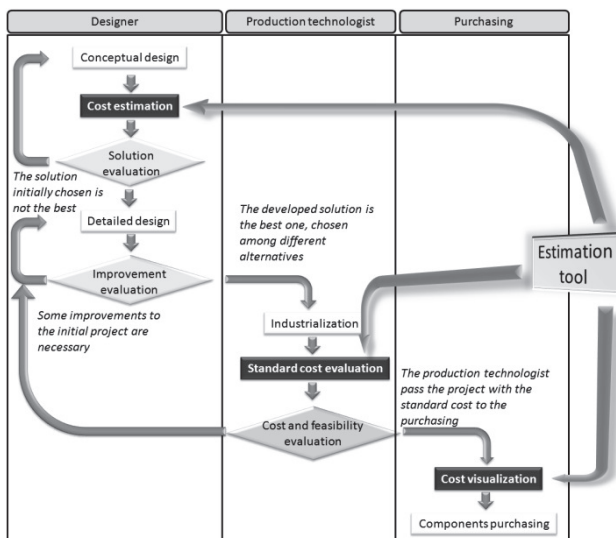 Designer
Production technologist
Purchasing
Conceptual design
Cost estimation
Solution
evaluation
The solution
initially chosen is
not the best
Detailed design
The developed solution is
the best one, chosen
among different
alternatives
Improvement
evaluation
Estimation
tool
Some improvements to
the initial project are
necessary
Industrialization
Standard cost evaluation
The production technologist
pass the project with the
standard cost to the
purchasing
Cost and feasibility
evaluation
Cost visualization
Components purchasing